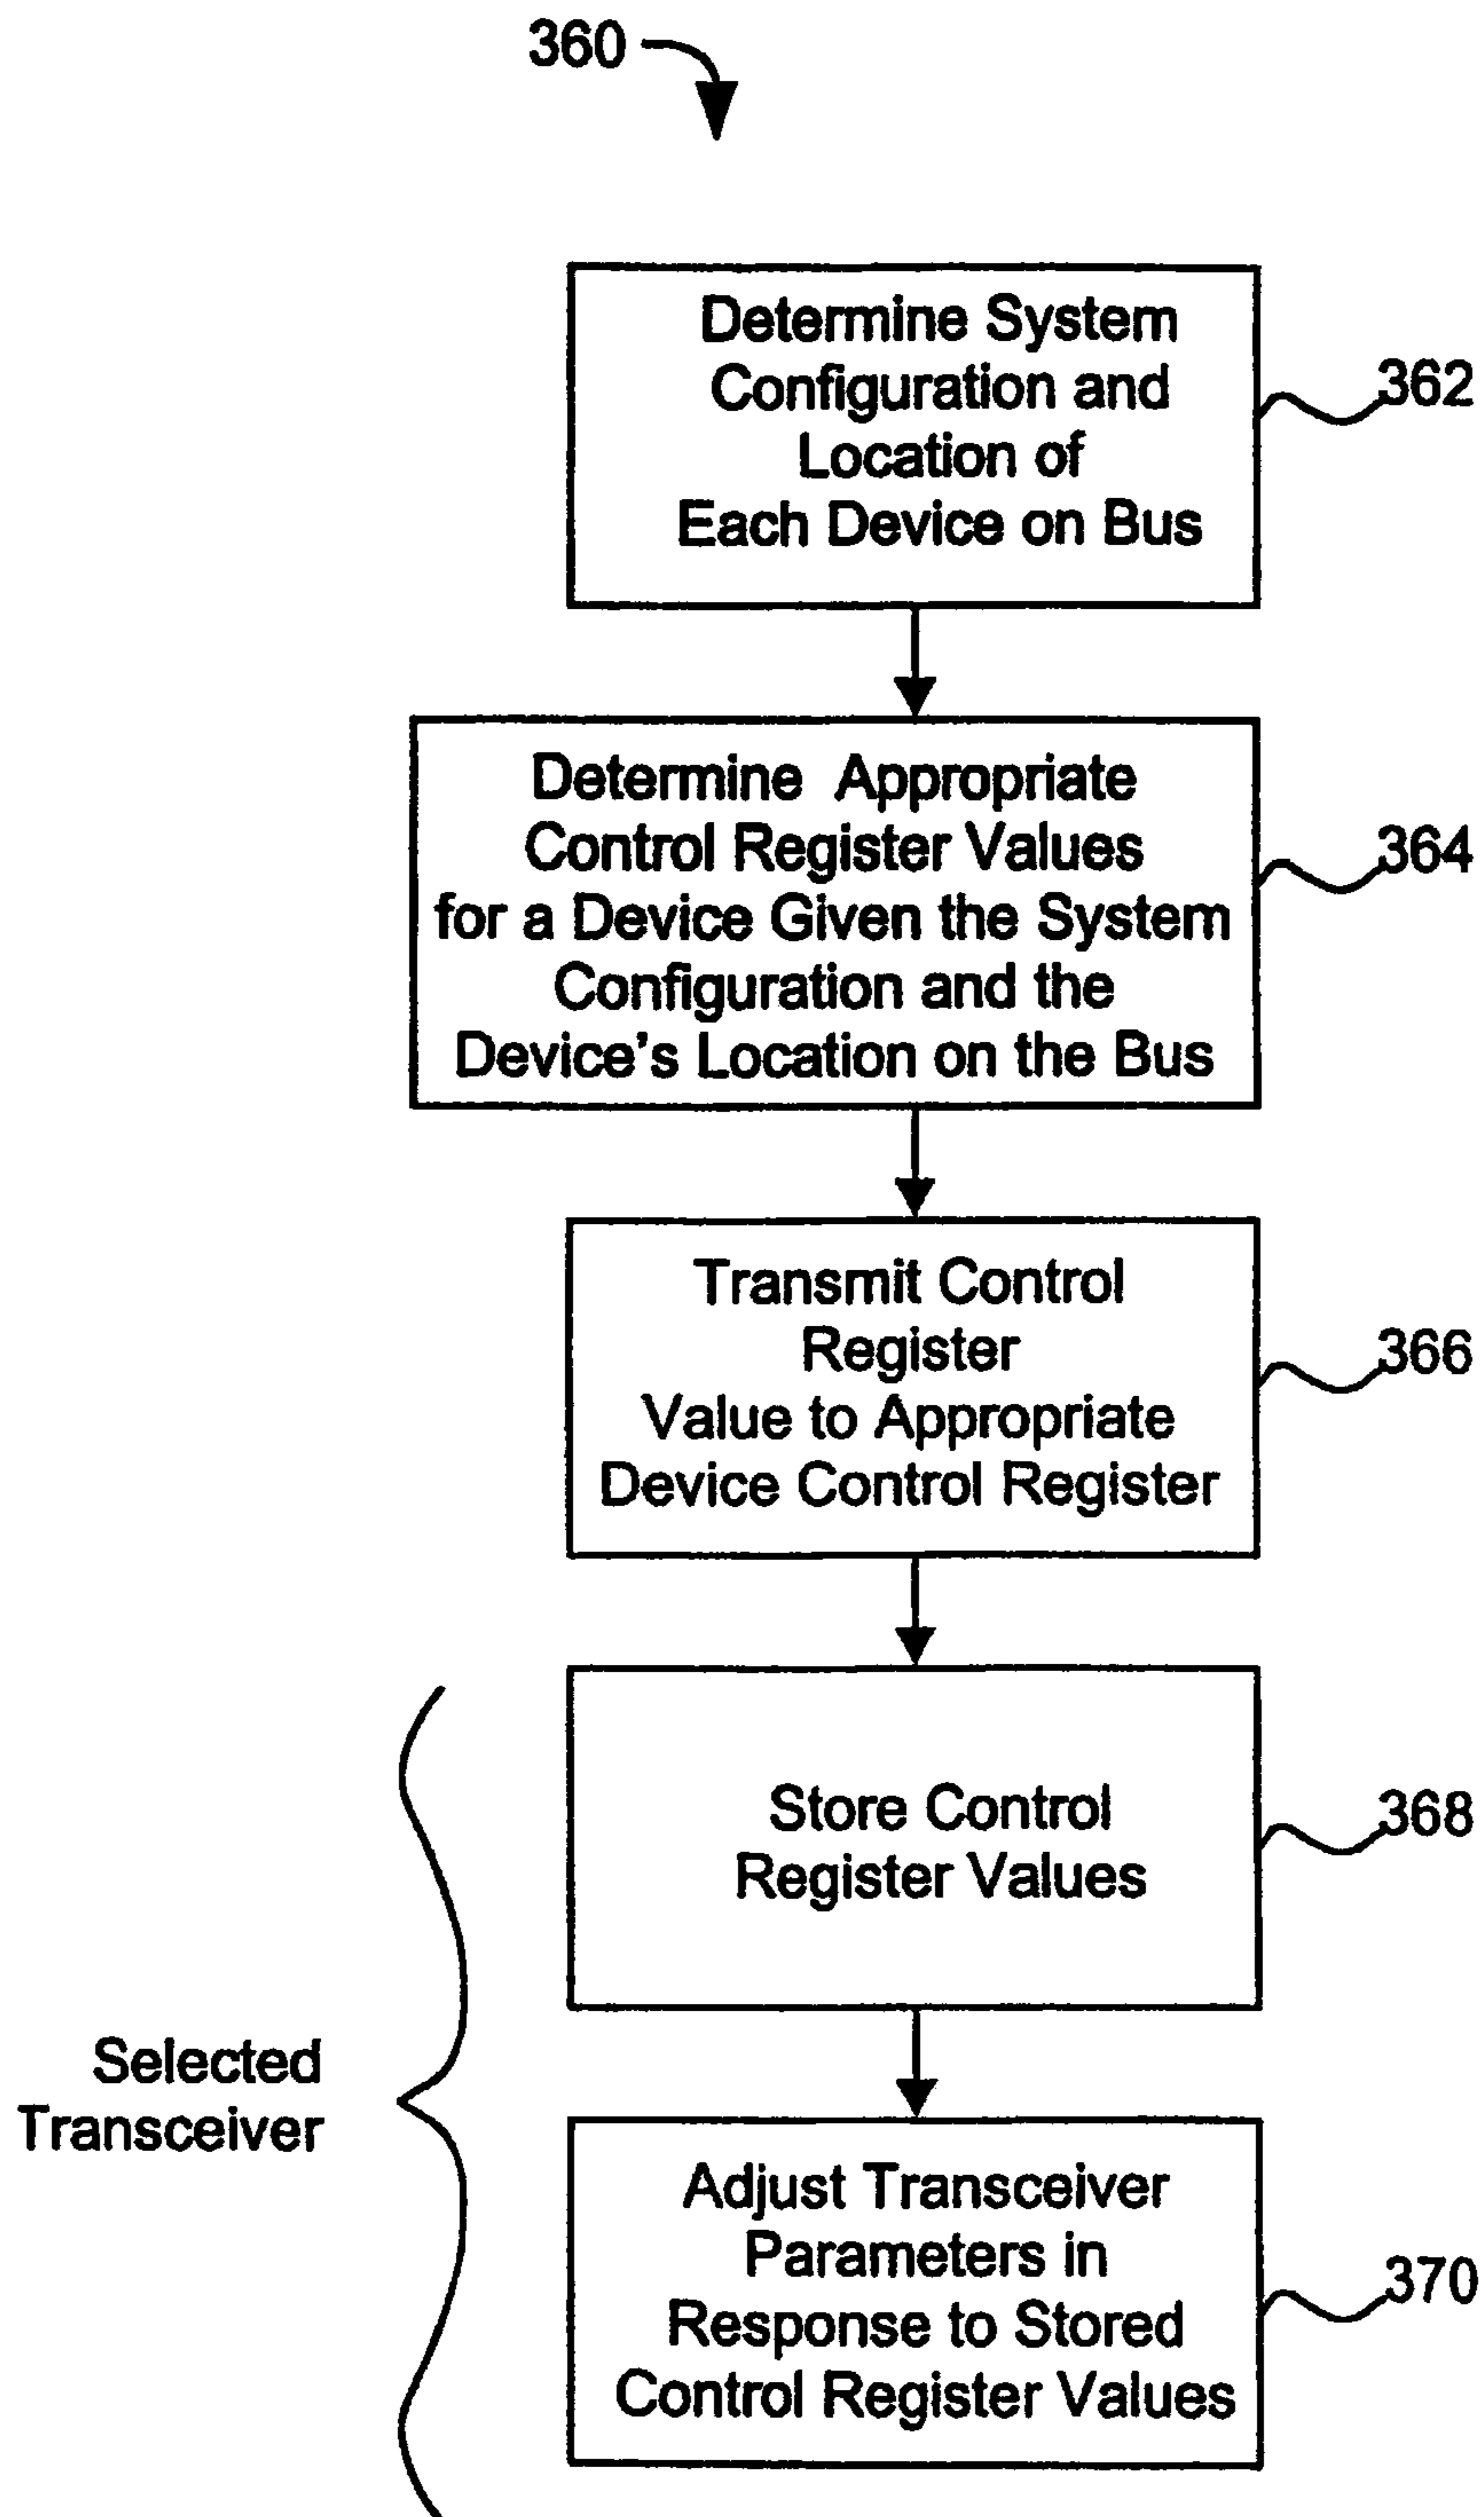 360
Determine System
Configuration and
Location of
Each Device on Bus
362
Determine Appropriate
Control Register Values
for a Device Given the System
Configuration and the
Device's Location on the Bus
364
Transmit Control
Register
Value to Appropriate
Device Control Register
366
Store Control
Register Values
368
Selected
Transceiver
Adjust Transceiver
Parameters in
Response to Stored
Control Register Values
370